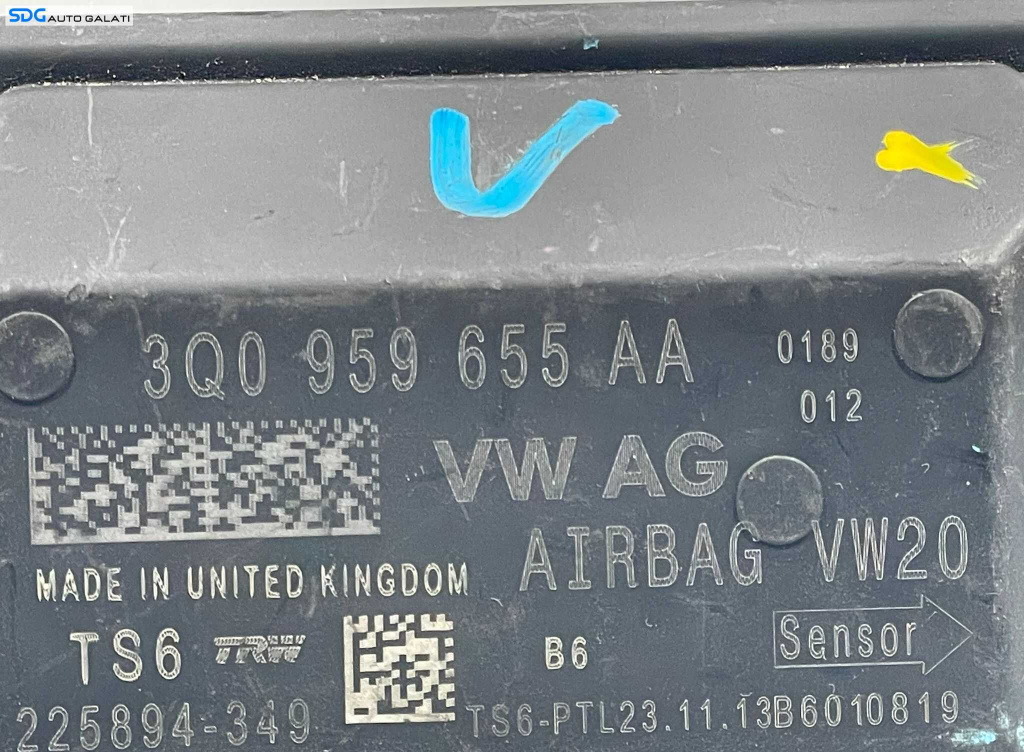 SDG AUTO GALATI
3Q0 959 655 AA 0189
012
VW AG
AIRBAG VW20
MADE IN UNITED KINGDOM
TS6 TRW B6 Sensor
225894-349 TS6-PTL23.11.13B6010819